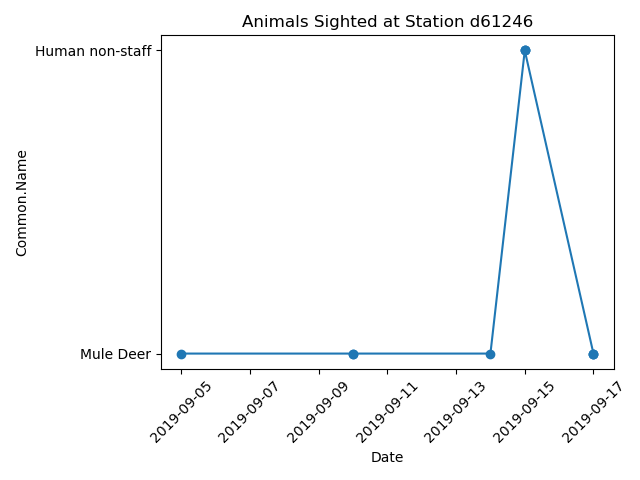 Animals Sighted at Station d61246
Human non-staff
Mule Deer
Common.Name
2019-09-05
2019-09-07
2019-09-09
2019-09-11
2019-09-13
2019-09-15
2019-09-17
Date